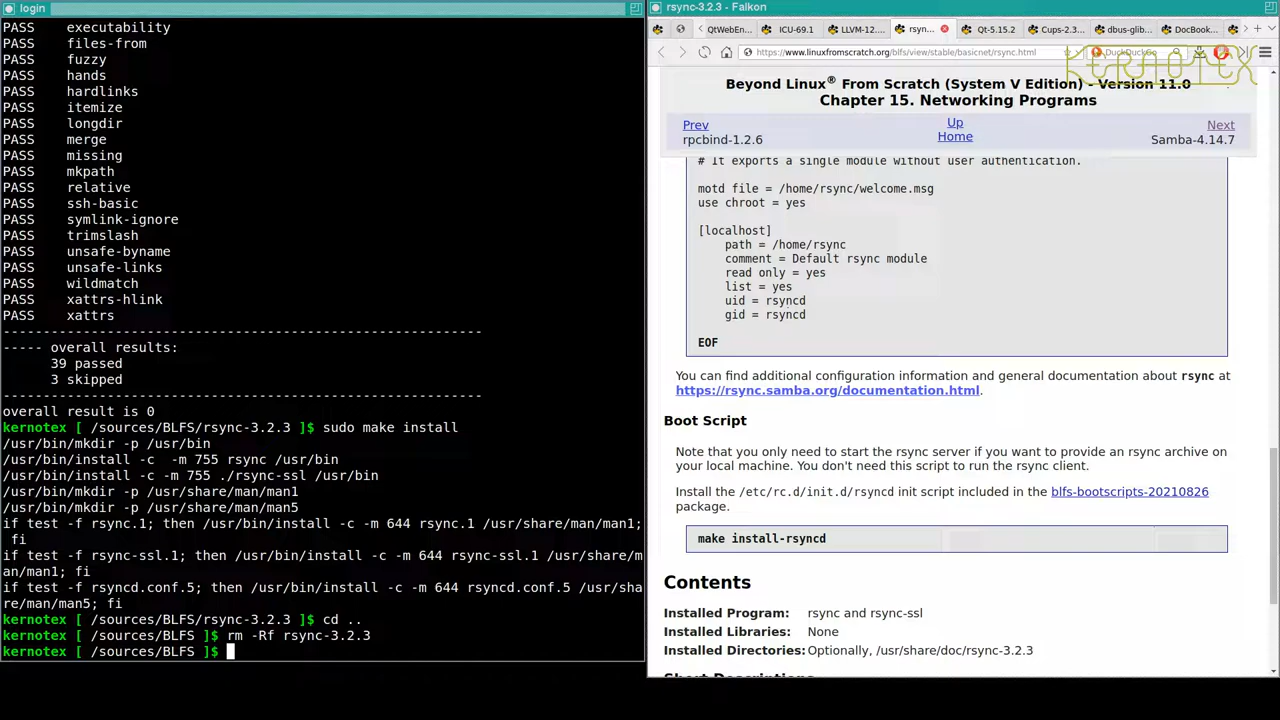 login
PASS    executability
PASS    files-from
PASS    fuzzy
PASS    hands
PASS    hardlinks
PASS    itemize
PASS    longdir
PASS    merge
PASS    missing
PASS    mkpath
PASS    relative
PASS    ssh-basic
PASS    symlink-ignore
PASS    trimslash
PASS    unsafe-byname
PASS    unsafe-links
PASS    wildmatch
PASS    xattrs-hlink
PASS    xattrs
------------------------------------------------------------
----- overall results:
      39 passed
      3 skipped
------------------------------------------------------------
overall result is 0
kernotex [ /sources/BLFS/rsync-3.2.3 ]$ sudo make install
/usr/bin/mkdir -p /usr/bin
/usr/bin/install -c  -m 755 rsync /usr/bin
/usr/bin/install -c -m 755 ./rsync-ssl /usr/bin
/usr/bin/mkdir -p /usr/share/man/man1
/usr/bin/mkdir -p /usr/share/man/man5
if test -f rsync.1; then /usr/bin/install -c -m 644 rsync.1 /usr/share/man/man1;
 fi
if test -f rsync-ssl.1; then /usr/bin/install -c -m 644 rsync-ssl.1 /usr/share/m
an/man1; fi
if test -f rsyncd.conf.5; then /usr/bin/install -c -m 644 rsyncd.conf.5 /usr/sha
re/man/man5; fi
kernotex [ /sources/BLFS/rsync-3.2.3 ]$ cd ..
kernotex [ /sources/BLFS ]$ rm -Rf rsync-3.2.3
kernotex [ /sources/BLFS ]$
rsync-3.2.3 - Falkon
QtWebEn... ICU-69.1 LLVM-12.... rsyn... Qt-5.15.2 Cups-2.3... dbus-glib... DocBook...
https://www.linuxfromscratch.org/blfs/view/stable/basicnet/rsync.html DuckDuckGo
KERNOTEX
Beyond Linux® From Scratch (System V Edition) - Version 11.0
Chapter 15. Networking Programs
Prev Up Next
rpcbind-1.2.6 Home Samba-4.14.7
# It exports a single module without user authentication.
motd file = /home/rsync/welcome.msg
use chroot = yes
[localhost]
    path = /home/rsync
    comment = Default rsync module
    read only = yes
    list = yes
    uid = rsyncd
    gid = rsyncd
EOF
You can find additional configuration information and general documentation about rsync at
https://rsync.samba.org/documentation.html.
Boot Script
Note that you only need to start the rsync server if you want to provide an rsync archive on
your local machine. You don't need this script to run the rsync client.
Install the /etc/rc.d/init.d/rsyncd init script included in the blfs-bootscripts-20210826
package.
make install-rsyncd
Contents
Installed Program: rsync and rsync-ssl
Installed Libraries: None
Installed Directories: Optionally, /usr/share/doc/rsync-3.2.3
Short Descriptions